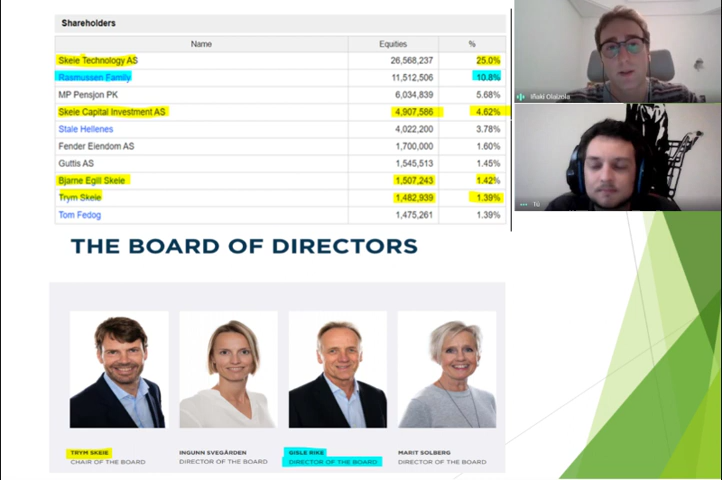 Shareholders
Name Equities %
Skeie Technology AS 26,568,237 25.0%
Rasmussen Family 11,512,506 10.8%
MP Pensjon PK 6,034,839 5.68%
Skeie Capital Investment AS 4,907,586 4.62%
Stale Hellenes 4,022,200 3.78%
Fender Eiendom AS 1,700,000 1.60%
Guttis AS 1,545,513 1.45%
Bjarne Egill Skeie 1,507,243 1.42%
Trym Skeie 1,482,939 1.39%
Tom Fedog 1,475,261 1.39%
Iñaki Olaizola
Tú
THE BOARD OF DIRECTORS
TRYM SKEIE
CHAIR OF THE BOARD
INGUNN SVEGÅRDEN
DIRECTOR OF THE BOARD
GISLE RIKE
DIRECTOR OF THE BOARD
MARIT SOLBERG
DIRECTOR OF THE BOARD